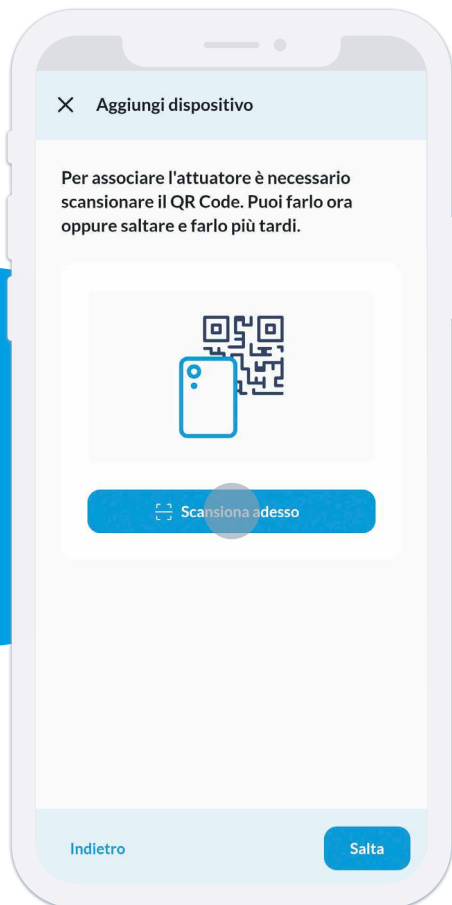 Aggiungi dispositivo
Per associare l'attuatore è necessario
scansionare il QR Code. Puoi farlo ora
oppure saltare e farlo più tardi.
Scansiona adesso
Indietro
Salta